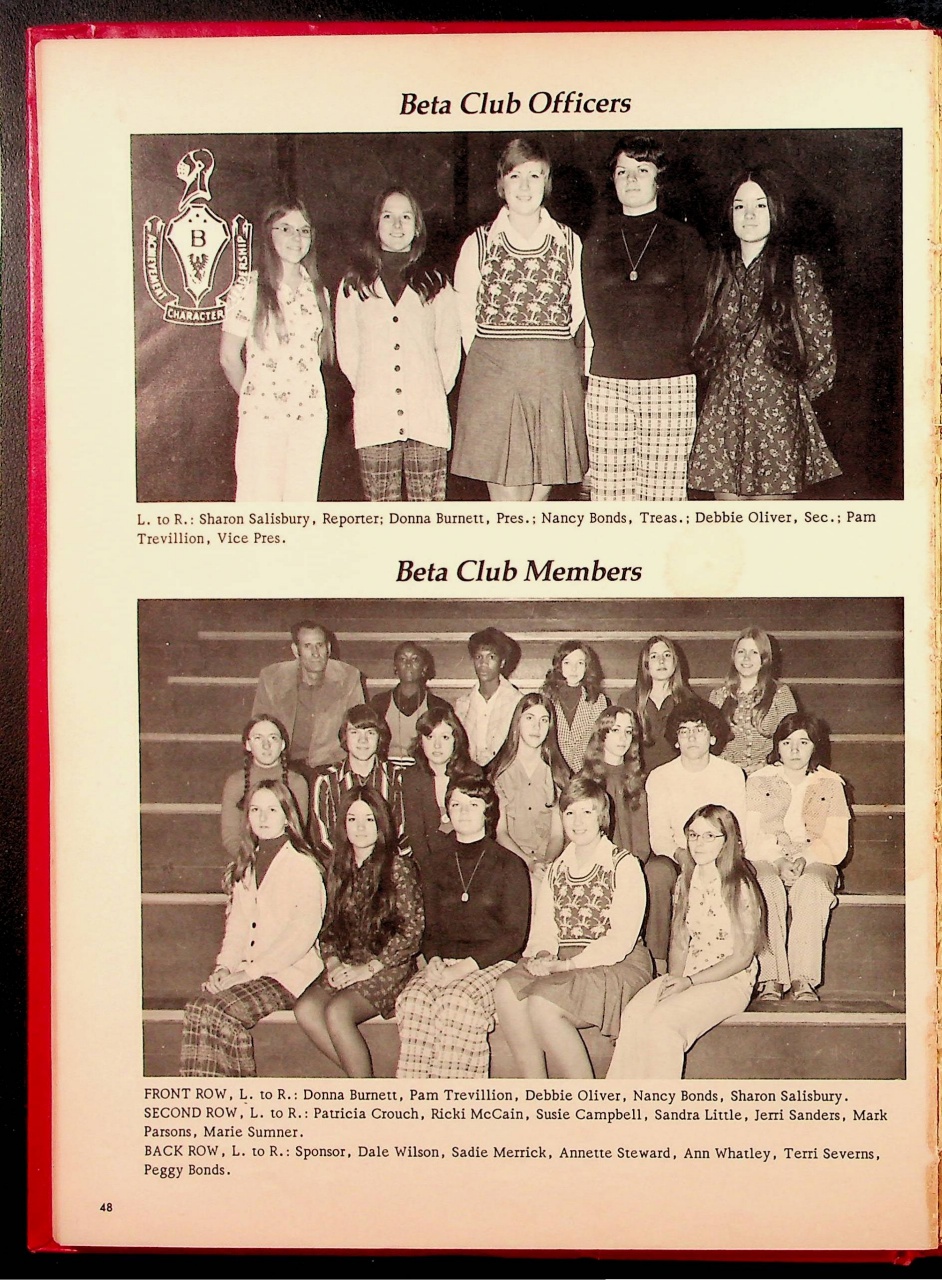 Beta Club Officers
B
ACHIEVEMENT
CHARACTER
L. to R.: Sharon Salisbury, Reporter; Donna Burnett, Pres.; Nancy Bonds, Treas.; Debbie Oliver, Sec.; Pam
Trevillion, Vice Pres.
Beta Club Members
FRONT ROW, L. to R.: Donna Burnett, Pam Trevillion, Debbie Oliver, Nancy Bonds, Sharon Salisbury.
SECOND ROW, L. to R.: Patricia Crouch, Ricki McCain, Susie Campbell, Sandra Little, Jerri Sanders, Mark
Parsons, Marie Sumner.
BACK ROW, L. to R.: Sponsor, Dale Wilson, Sadie Merrick, Annette Steward, Ann Whatley, Terri Severns,
Peggy Bonds.
48